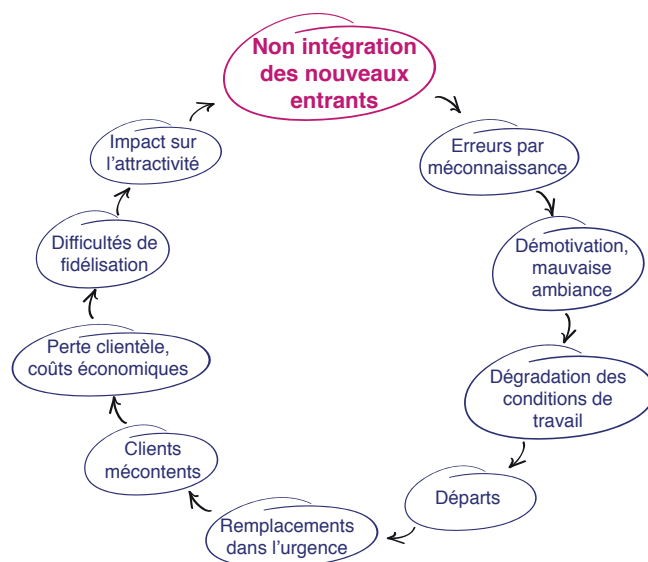 Non intégration
des nouveaux
entrants
Erreurs par
méconnaissance
Démotivation,
mauvaise
ambiance
Dégradation des
conditions de
travail
Départs
Remplacements
dans l'urgence
Clients
mécontents
Perte clientèle,
coûts économiques
Difficultés de
fidélisation
Impact sur
l'attractivité